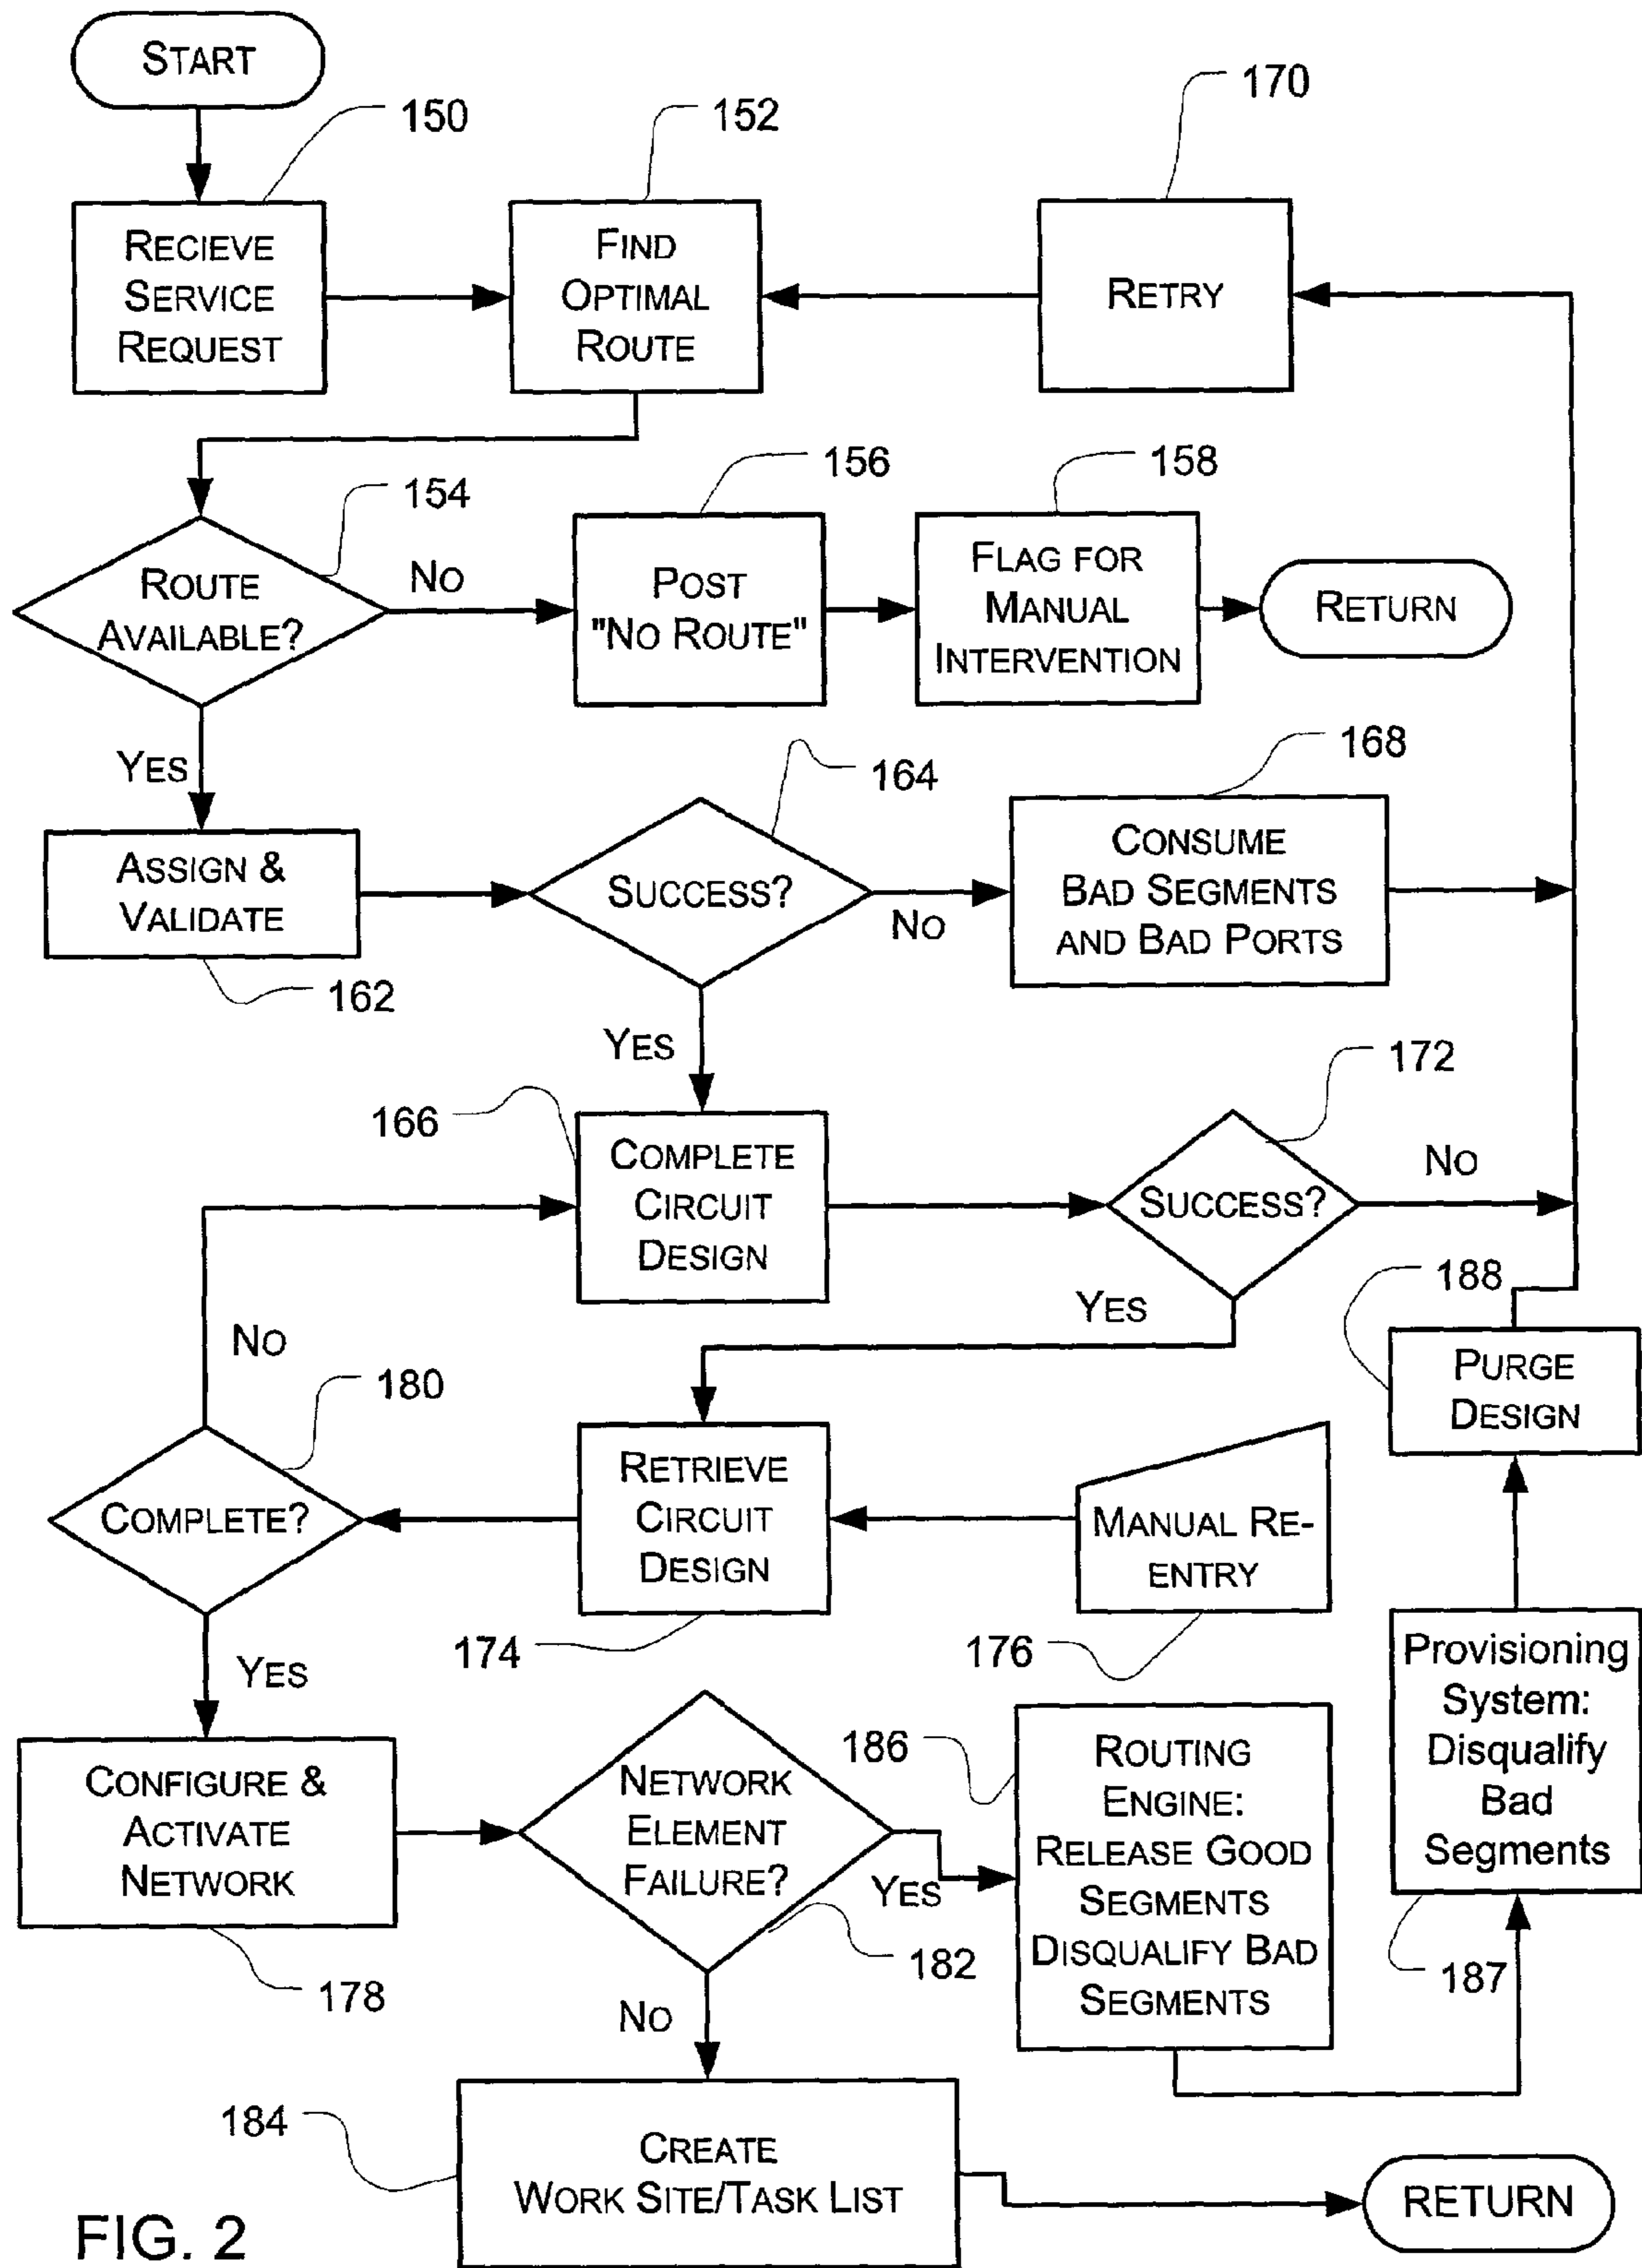 START
150
152
170
RECIEVE
SERVICE
REQUEST
FIND
OPTIMAL
ROUTE
RETRY
154
156
158
ROUTE
AVAILABLE?
NO
POST
"NO ROUTE"
FLAG FOR
MANUAL
INTERVENTION
RETURN
YES
164
168
ASSIGN &
VALIDATE
162
SUCCESS?
NO
CONSUME
BAD SEGMENTS
AND BAD PORTS
YES
172
166
COMPLETE
CIRCUIT
DESIGN
SUCCESS?
NO
YES
188
PURGE
DESIGN
NO
180
COMPLETE?
RETRIEVE
CIRCUIT
DESIGN
174
MANUAL RE-
ENTRY
176
Provisioning
System:
Disqualify
Bad
Segments
187
YES
CONFIGURE &
ACTIVATE
NETWORK
178
NETWORK
ELEMENT
FAILURE?
YES
182
186
ROUTING
ENGINE:
RELEASE GOOD
SEGMENTS
DISQUALIFY BAD
SEGMENTS
NO
184
CREATE
WORK SITE/TASK LIST
RETURN
FIG. 2